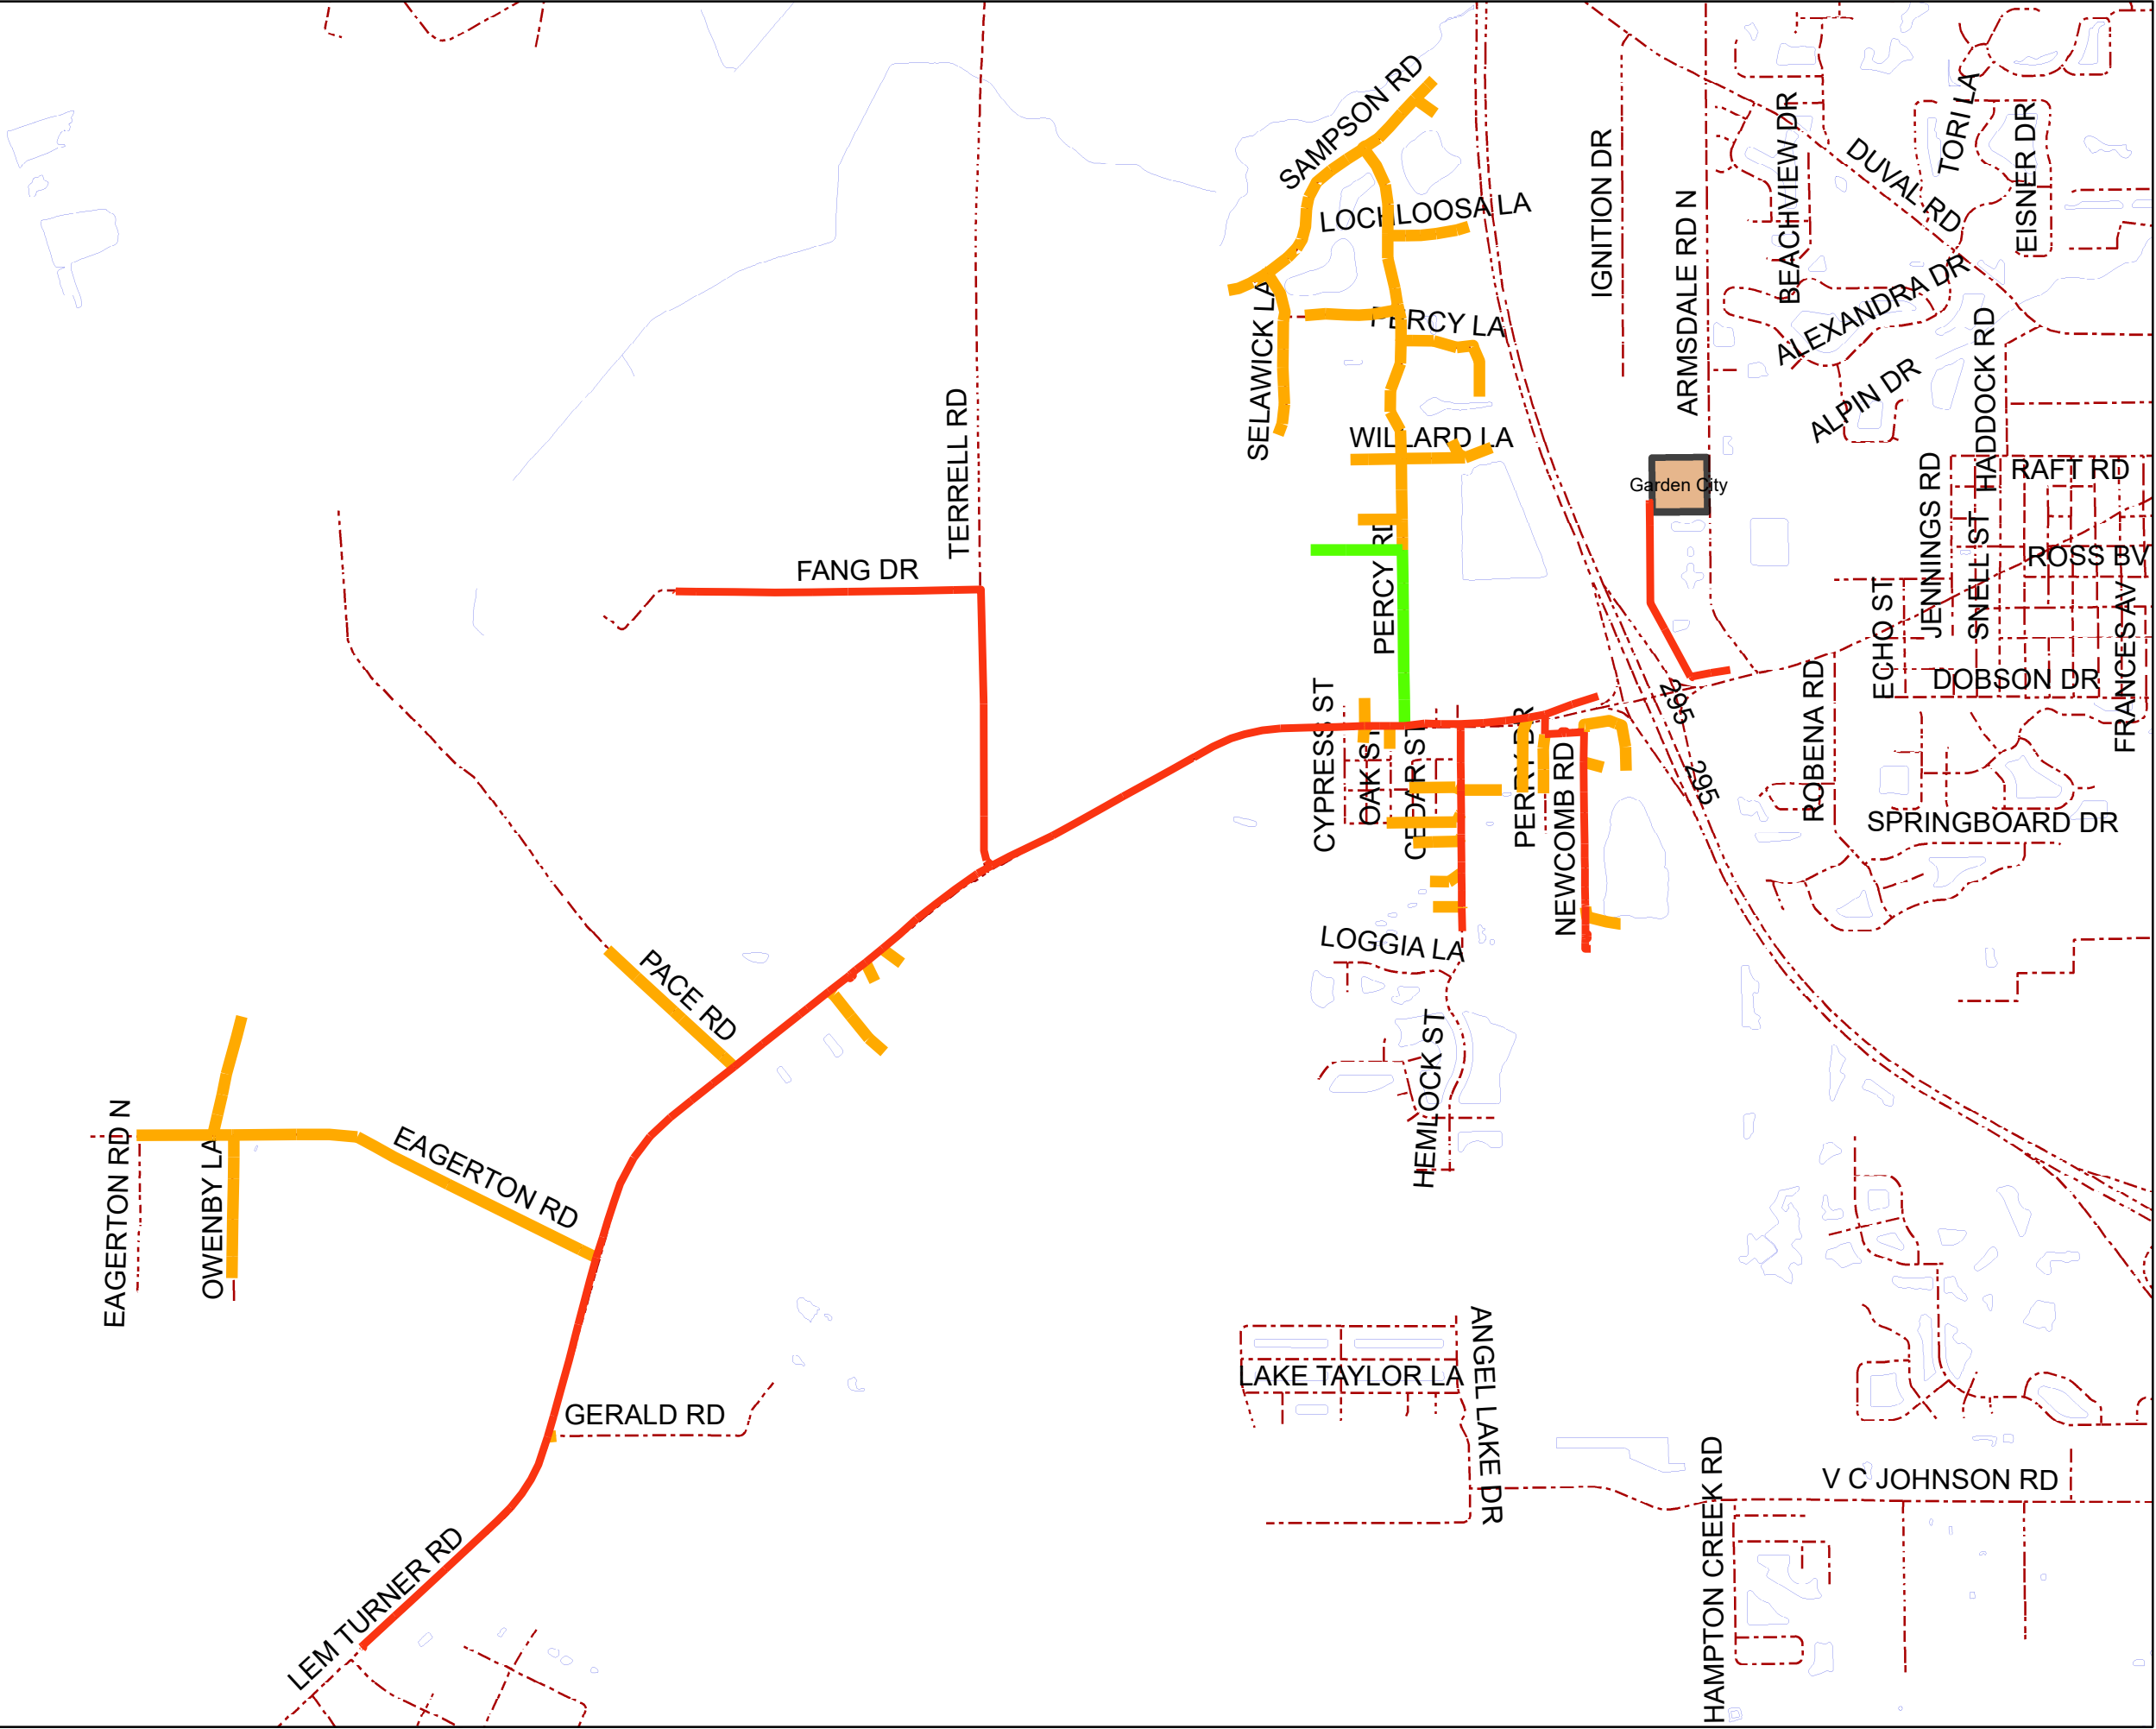 SAMPSON RD
LOCHLOOSA LA
IGNITION DR
ARMSDALE RD N
BEACHVIEW DR
DUVAL RD
TORI LA
EISNER DR
ALEXANDRA DR
ALPIN DR
HADDOCK RD
PERCY LA
SELAWICK LA
WILLARD LA
TERRELL RD
Garden City
JENNINGS RD
RAFT RD
SNELL ST
ROSS BV
FANG DR
PERCY RD
ECHO ST
FRANCES AV
DOBSON DR
ROBENA RD
295
295
CYPRESS ST
OAK ST
CEDAR ST
PERRY DR
NEWCOMB RD
SPRINGBOARD DR
LOGGIA LA
PACE RD
HEMLOCK ST
EAGERTON RD N
OWENBY LA
EAGERTON RD
GERALD RD
LAKE TAYLOR LA
ANGEL LAKE DR
V C JOHNSON RD
HAMPTON CREEK RD
LEM TURNER RD